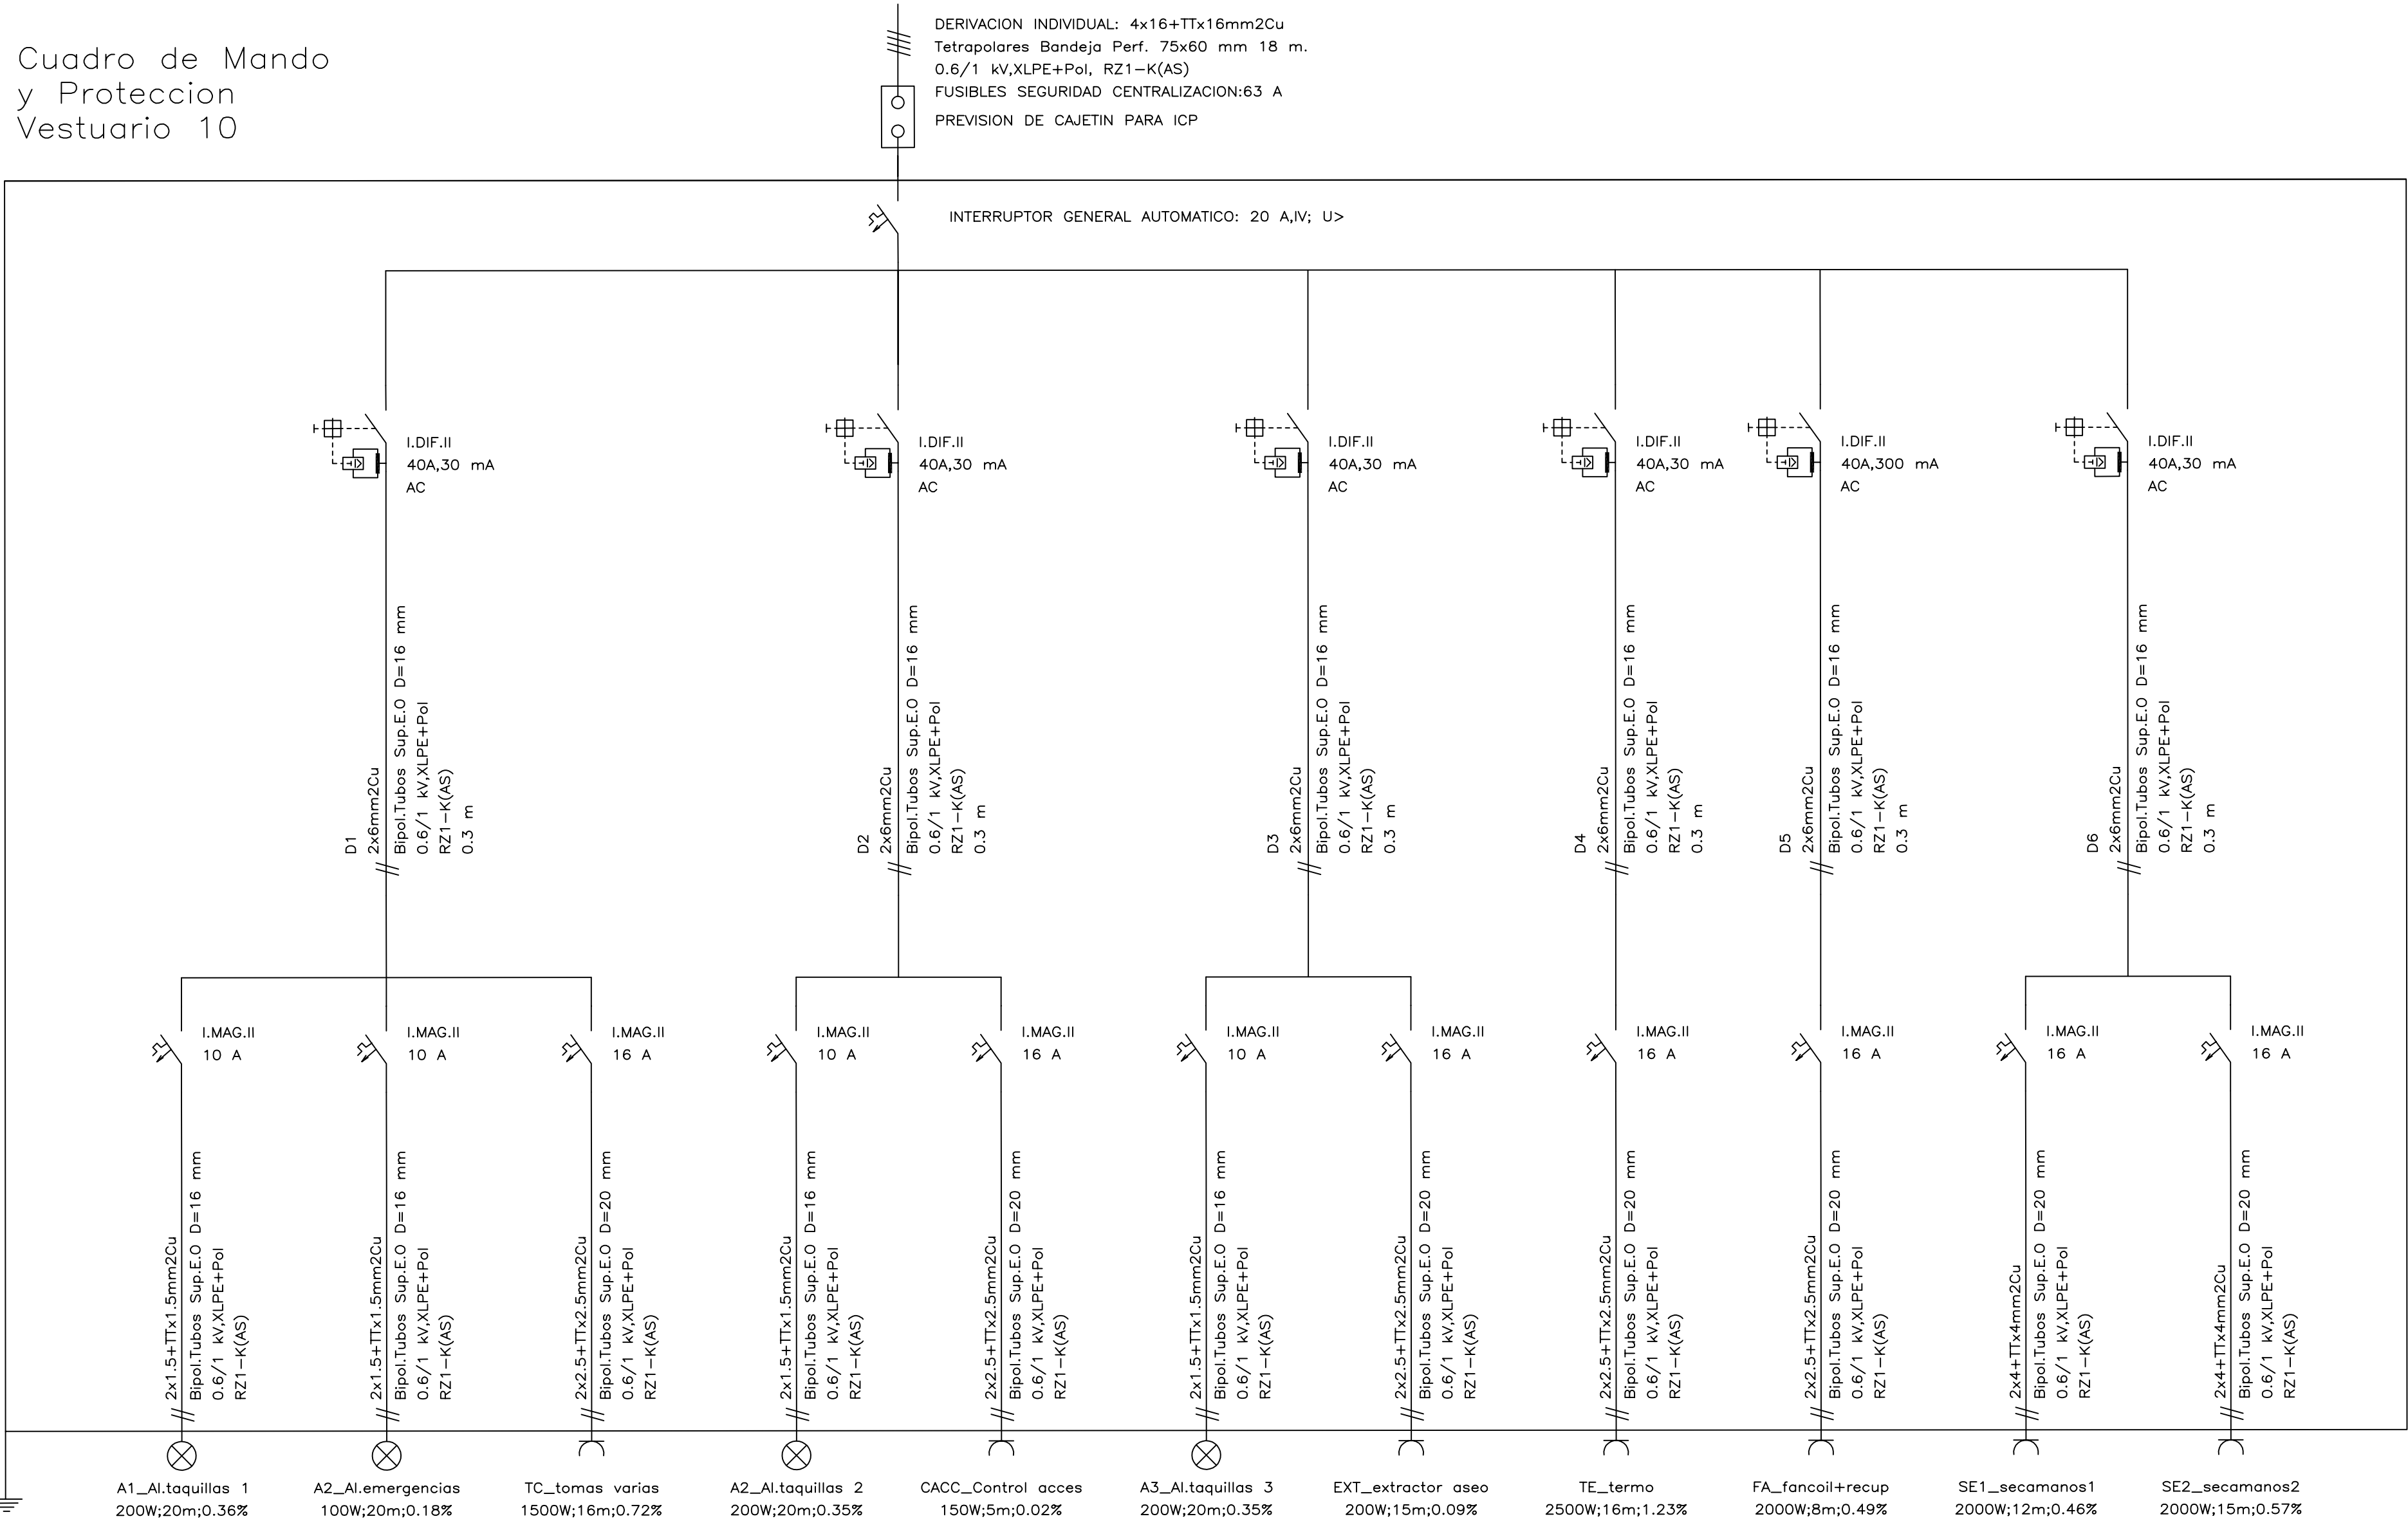 Cuadro de Mando
y Proteccion
Vestuario 10
DERIVACION INDIVIDUAL: 4x16+TTx16mm2Cu
Tetrapolares Bandeja Perf. 75x60 mm 18 m.
0.6/1 kV,XLPE+Pol, RZ1-K(AS)
FUSIBLES SEGURIDAD CENTRALIZACION:63 A
PREVISION DE CAJETIN PARA ICP
INTERRUPTOR GENERAL AUTOMATICO: 20 A,IV; U>
I.DIF.II
40A,30 mA
AC
I.DIF.II
40A,30 mA
AC
I.DIF.II
40A,30 mA
AC
I.DIF.II
40A,30 mA
AC
I.DIF.II
40A,300 mA
AC
I.DIF.II
40A,30 mA
AC
D1
2x6mm2Cu
Bipol.Tubos Sup.E.O D=16 mm
0.6/1 kV,XLPE+Pol
RZ1-K(AS)
0.3 m
D2
2x6mm2Cu
Bipol.Tubos Sup.E.O D=16 mm
0.6/1 kV,XLPE+Pol
RZ1-K(AS)
0.3 m
D3
2x6mm2Cu
Bipol.Tubos Sup.E.O D=16 mm
0.6/1 kV,XLPE+Pol
RZ1-K(AS)
0.3 m
D4
2x6mm2Cu
Bipol.Tubos Sup.E.O D=16 mm
0.6/1 kV,XLPE+Pol
RZ1-K(AS)
0.3 m
D5
2x6mm2Cu
Bipol.Tubos Sup.E.O D=16 mm
0.6/1 kV,XLPE+Pol
RZ1-K(AS)
0.3 m
D6
2x6mm2Cu
Bipol.Tubos Sup.E.O D=16 mm
0.6/1 kV,XLPE+Pol
RZ1-K(AS)
0.3 m
I.MAG.II
10 A
I.MAG.II
10 A
I.MAG.II
16 A
I.MAG.II
10 A
I.MAG.II
16 A
I.MAG.II
10 A
I.MAG.II
16 A
I.MAG.II
16 A
I.MAG.II
16 A
I.MAG.II
16 A
I.MAG.II
16 A
2x1.5+TTx1.5mm2Cu
Bipol.Tubos Sup.E.O D=16 mm
0.6/1 kV,XLPE+Pol
RZ1-K(AS)
2x1.5+TTx1.5mm2Cu
Bipol.Tubos Sup.E.O D=16 mm
0.6/1 kV,XLPE+Pol
RZ1-K(AS)
2x2.5+TTx2.5mm2Cu
Bipol.Tubos Sup.E.O D=20 mm
0.6/1 kV,XLPE+Pol
RZ1-K(AS)
2x1.5+TTx1.5mm2Cu
Bipol.Tubos Sup.E.O D=16 mm
0.6/1 kV,XLPE+Pol
RZ1-K(AS)
2x2.5+TTx2.5mm2Cu
Bipol.Tubos Sup.E.O D=20 mm
0.6/1 kV,XLPE+Pol
RZ1-K(AS)
2x1.5+TTx1.5mm2Cu
Bipol.Tubos Sup.E.O D=16 mm
0.6/1 kV,XLPE+Pol
RZ1-K(AS)
2x2.5+TTx2.5mm2Cu
Bipol.Tubos Sup.E.O D=20 mm
0.6/1 kV,XLPE+Pol
RZ1-K(AS)
2x2.5+TTx2.5mm2Cu
Bipol.Tubos Sup.E.O D=20 mm
0.6/1 kV,XLPE+Pol
RZ1-K(AS)
2x2.5+TTx2.5mm2Cu
Bipol.Tubos Sup.E.O D=20 mm
0.6/1 kV,XLPE+Pol
RZ1-K(AS)
2x4+TTx4mm2Cu
Bipol.Tubos Sup.E.O D=20 mm
0.6/1 kV,XLPE+Pol
RZ1-K(AS)
2x4+TTx4mm2Cu
Bipol.Tubos Sup.E.O D=20 mm
0.6/1 kV,XLPE+Pol
RZ1-K(AS)
A1_Al.taquillas 1
200W;20m;0.36%
A2_Al.emergencias
100W;20m;0.18%
TC_tomas varias
1500W;16m;0.72%
A2_Al.taquillas 2
200W;20m;0.35%
CACC_Control acces
150W;5m;0.02%
A3_Al.taquillas 3
200W;20m;0.35%
EXT_extractor aseo
200W;15m;0.09%
TE_termo
2500W;16m;1.23%
FA_fancoil+recup
2000W;8m;0.49%
SE1_secamanos1
2000W;12m;0.46%
SE2_secamanos2
2000W;15m;0.57%